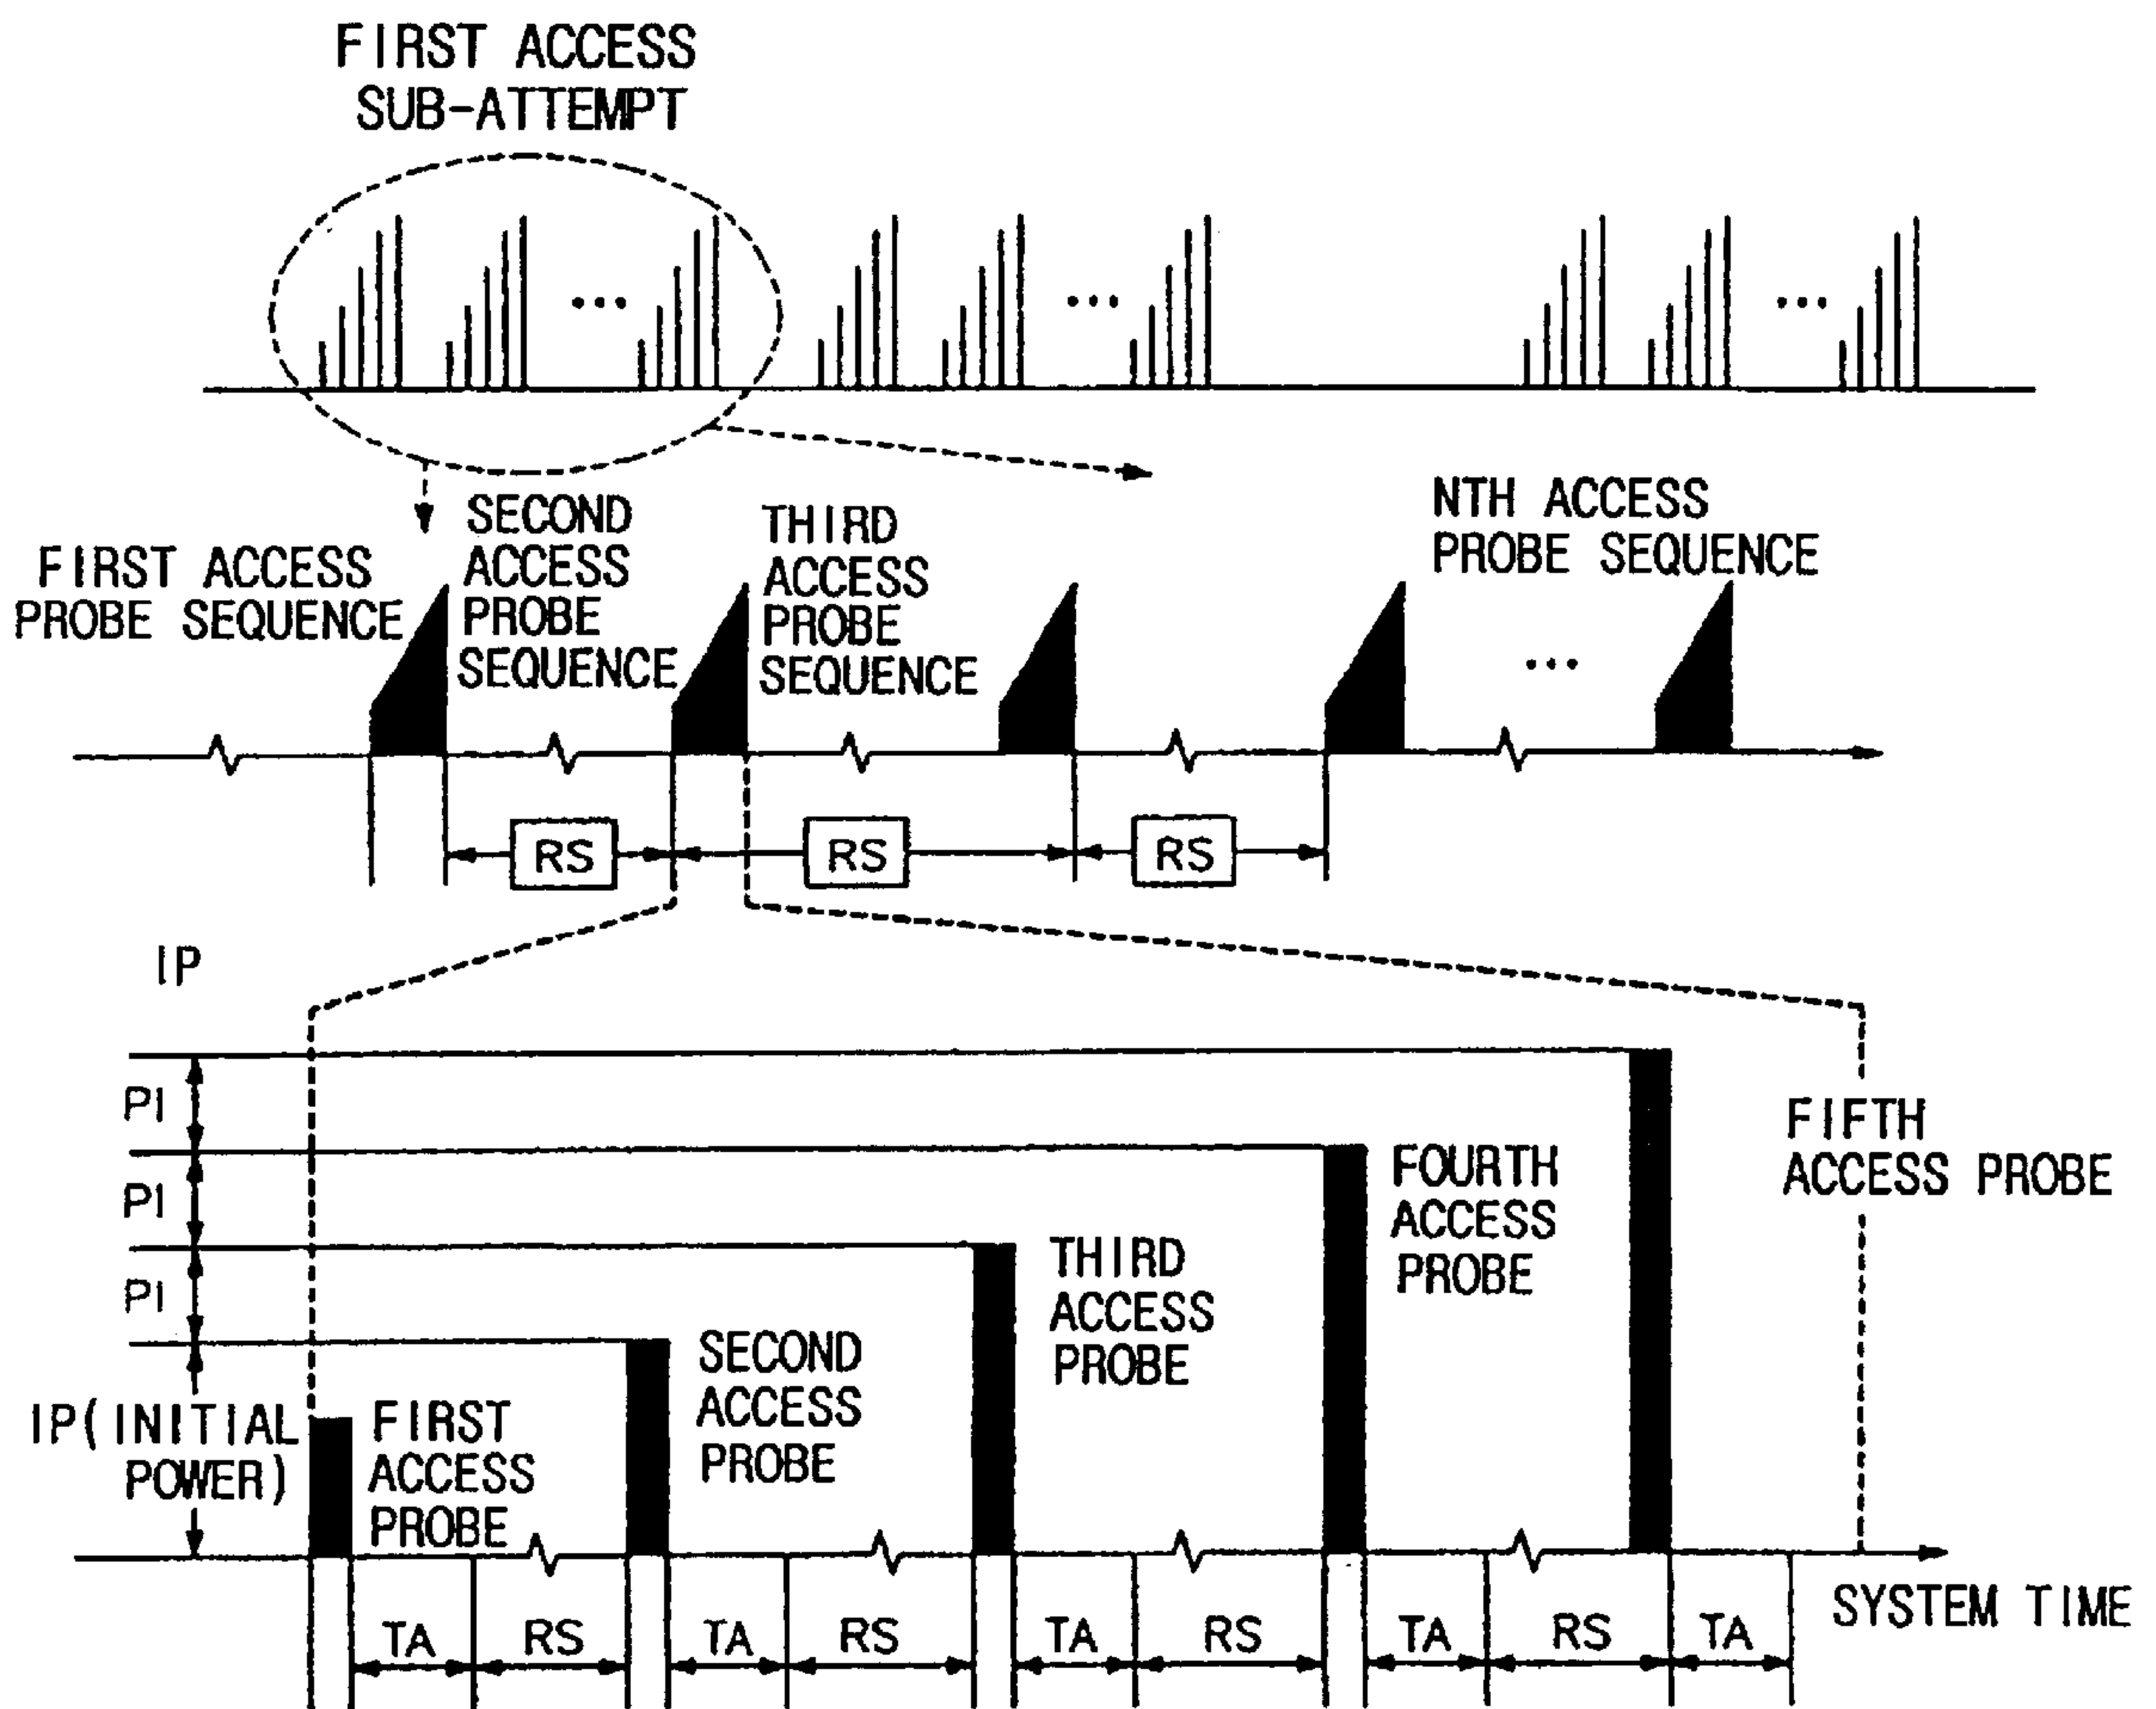 FIRST ACCESS
SUB-ATTEMPT
...
...
...
FIRST ACCESS
PROBE SEQUENCE
SECOND
ACCESS
PROBE
SEQUENCE
THIRD
ACCESS
PROBE
SEQUENCE
NTH ACCESS
PROBE SEQUENCE
...
RS
RS
RS
IP
PI
PI
PI
IP(INITIAL
POWER)
FIRST
ACCESS
PROBE
SECOND
ACCESS
PROBE
THIRD
ACCESS
PROBE
FOURTH
ACCESS
PROBE
FIFTH
ACCESS PROBE
SYSTEM TIME
TA
RS
TA
RS
TA
RS
TA
RS
TA